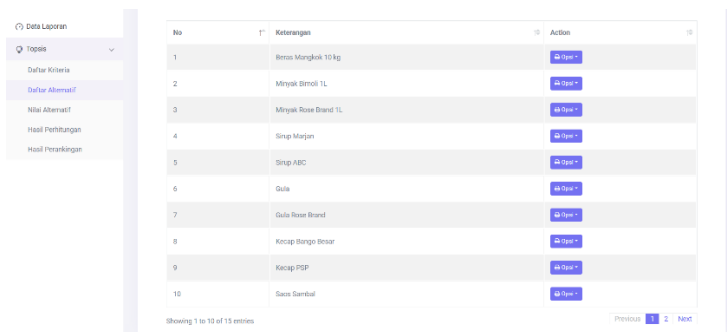 Data Laporan
Topsis
Daftar Kriteria
Daftar Alternatif
Nilai Alternatif
Hasil Perhitungan
Hasil Perankingan
No Keterangan Action
1 Beras Mangkok 10 kg Opsi
2 Minyak Bimoli 1L Opsi
3 Minyak Rose Brand 1L Opsi
4 Sirup Marjan Opsi
5 Sirup ABC Opsi
6 Gula Opsi
7 Gula Rose Brand Opsi
8 Kecap Bango Besar Opsi
9 Kecap PSP Opsi
10 Saos Sambal Opsi
Showing 1 to 10 of 15 entries
Previous 1 2 Next